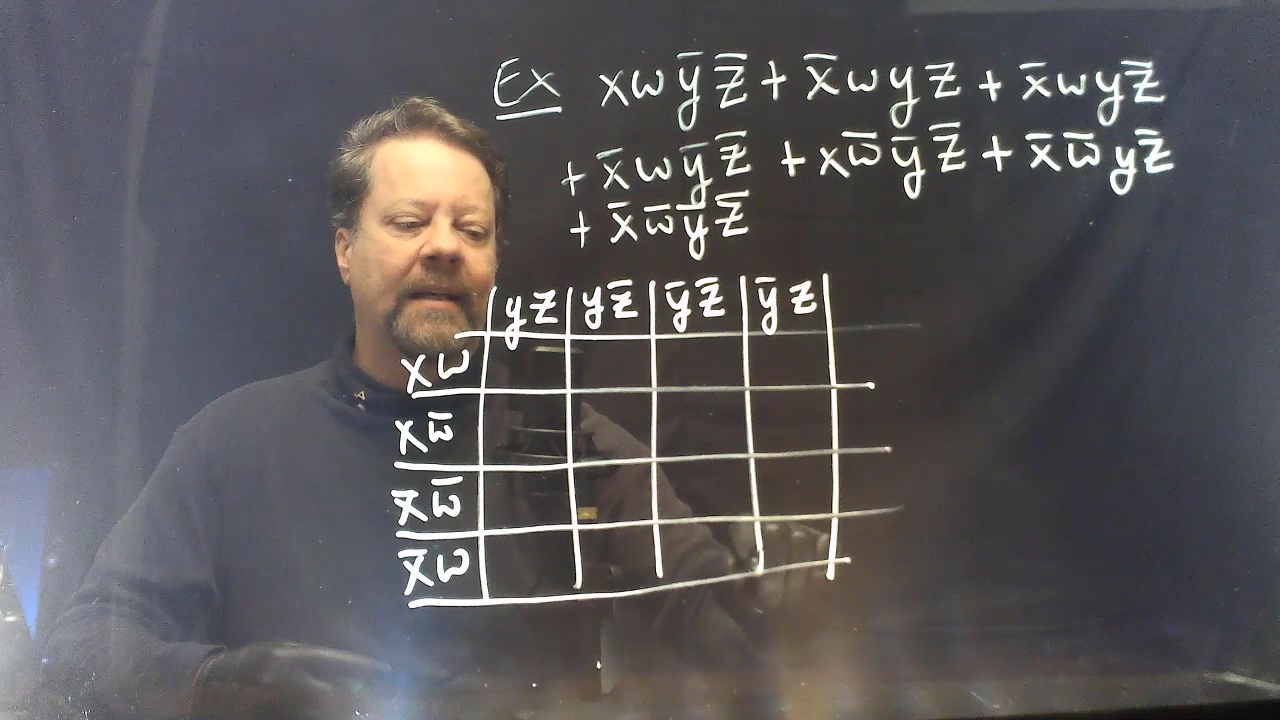 Ex xwȳz̄ + x̄wyz + x̄wyz̄
+ x̄wȳz̄ + xw̄ȳz̄ + x̄w̄yz̄
+ x̄w̄ȳz̄
yz yz̄ ȳz̄ ȳz
xw
xw̄
x̄w̄
x̄w